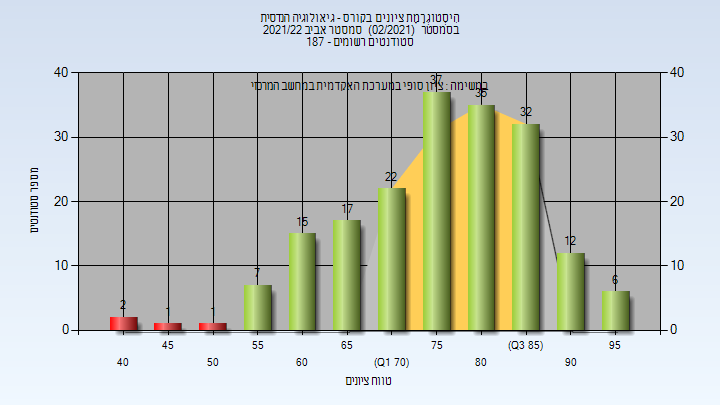 היסטוגרמת ציונים בקורס - גיאולוגיה הנדסית
בסמסטר (02/2021) סמסטר אביב 2021/22
סטודנטים רשומים - 187
במשימה : ציון סופי במערכת האקדמית במחשב המרכזי
מספר סטודנטים
40 30 20 10 0
2 1 1 7 15 17 22 37 35 32 12 6
40 30 20 10 0
45 55 65 75 (Q3 85) 95
40 50 60 (Q1 70) 80 90
טווח ציונים